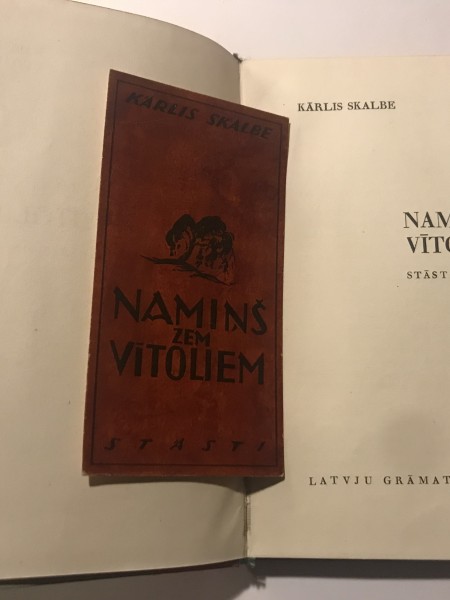 KĀRLIS SKALBE
NAMIŅŠ
ZEM
VĪTOLIEM
STĀSTI
KĀRLIS SKALBE
NAM
VĪTO
STĀST
LATVJU GRĀMAT